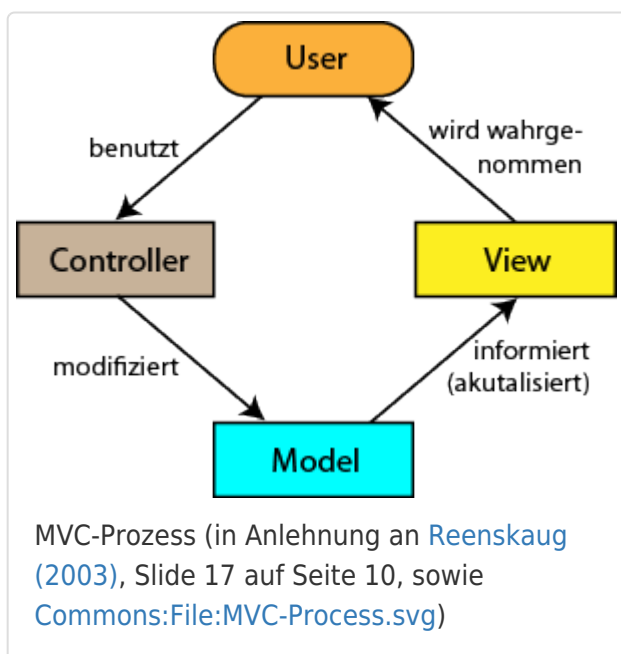 User
benutzt
wird wahrge-
nommen
Controller
View
modifiziert
informiert
(akutalisiert)
Model
MVC-Prozess (in Anlehnung an Reenskaug
(2003), Slide 17 auf Seite 10, sowie
Commons:File:MVC-Process.svg)